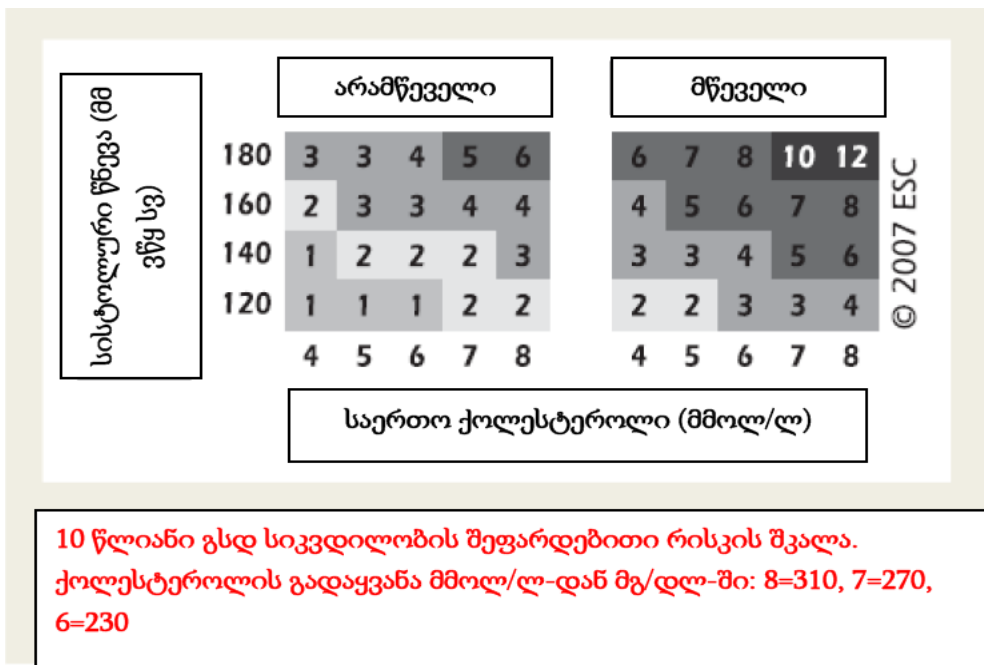 არამწეველი
მწეველი
სისტოლური წნევა (მმ
ვწყ სვ)
180 3 3 4 5 6 6 7 8 10 12
160 2 3 3 4 4 4 5 6 7 8
140 1 2 2 2 3 3 3 4 5 6
120 1 1 1 2 2 2 2 3 3 4
4 5 6 7 8 4 5 6 7 8
© 2007 ESC
საერთო ქოლესტეროლი (მმოლ/ლ)
10 წლიანი გსდ სიკვდილობის შეფარდებითი რისკის შკალა.
ქოლესტეროლის გადაყვანა მმოლ/ლ-დან მგ/დლ-ში: 8=310, 7=270,
6=230